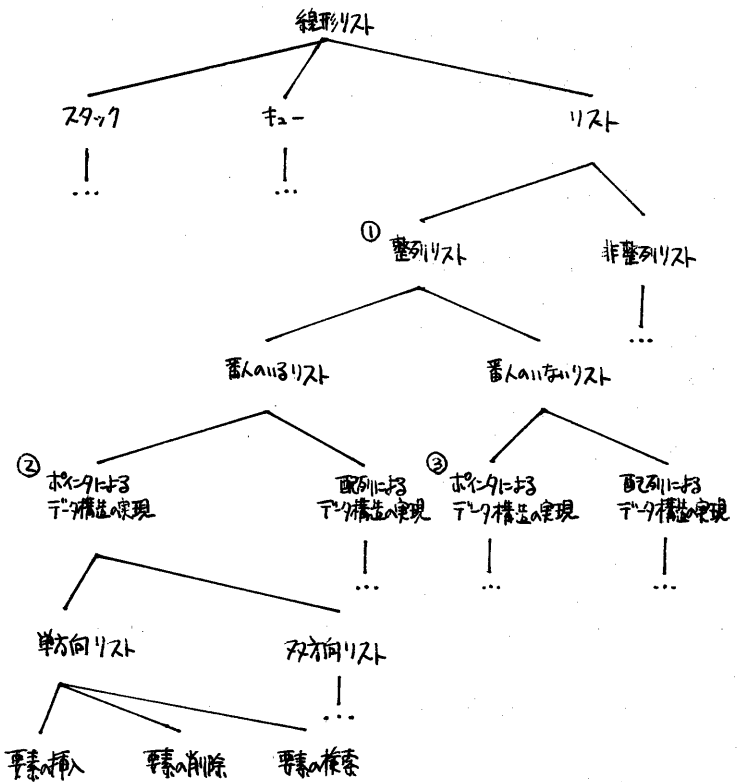 線形リスト
スタック
キュー
リスト
…
…
① 整列リスト
非整列リスト
…
番人のいるリスト
番人のいないリスト
② ポインタによる
データ構造の実現
配列による
データ構造の実現
③ ポインタによる
データ構造の実現
配列による
データ構造の実現
…
…
…
単方向リスト
双方向リスト
…
要素の挿入
要素の削除
要素の検索